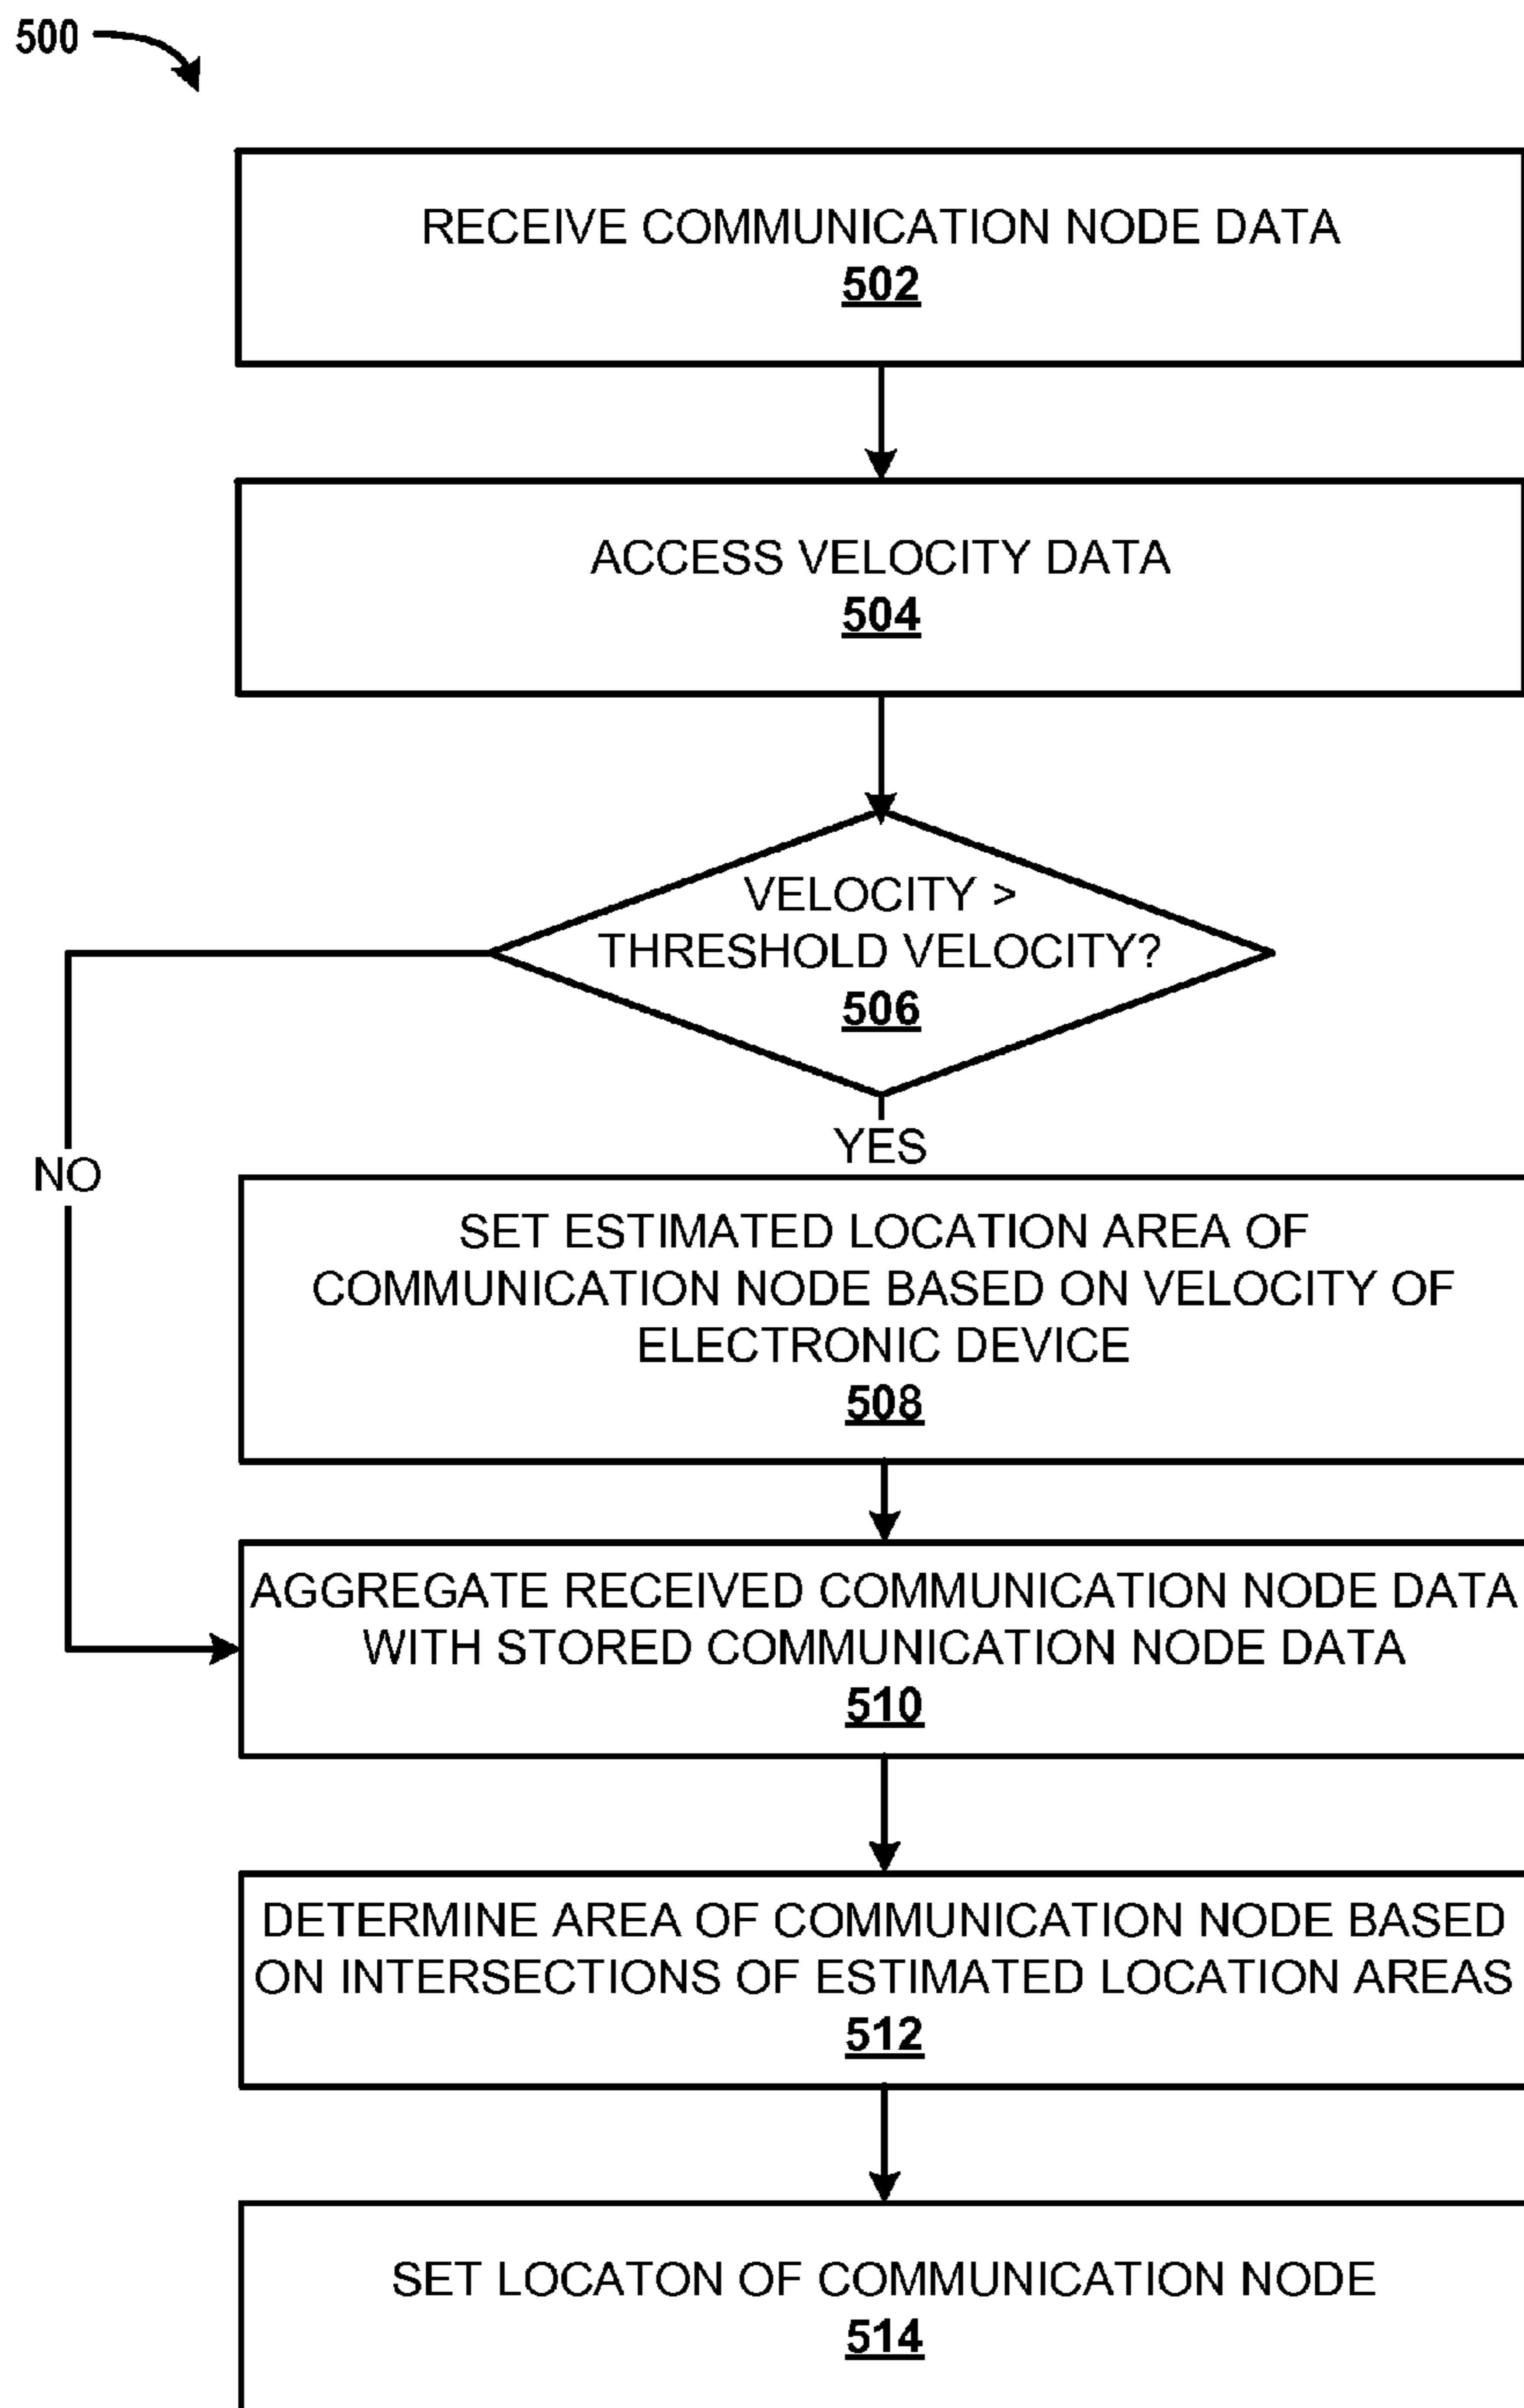 500
RECEIVE COMMUNICATION NODE DATA
502
ACCESS VELOCITY DATA
504
VELOCITY >
THRESHOLD VELOCITY?
506
YES
NO
SET ESTIMATED LOCATION AREA OF
COMMUNICATION NODE BASED ON VELOCITY OF
ELECTRONIC DEVICE
508
AGGREGATE RECEIVED COMMUNICATION NODE DATA
WITH STORED COMMUNICATION NODE DATA
510
DETERMINE AREA OF COMMUNICATION NODE BASED
ON INTERSECTIONS OF ESTIMATED LOCATION AREAS
512
SET LOCATON OF COMMUNICATION NODE
514